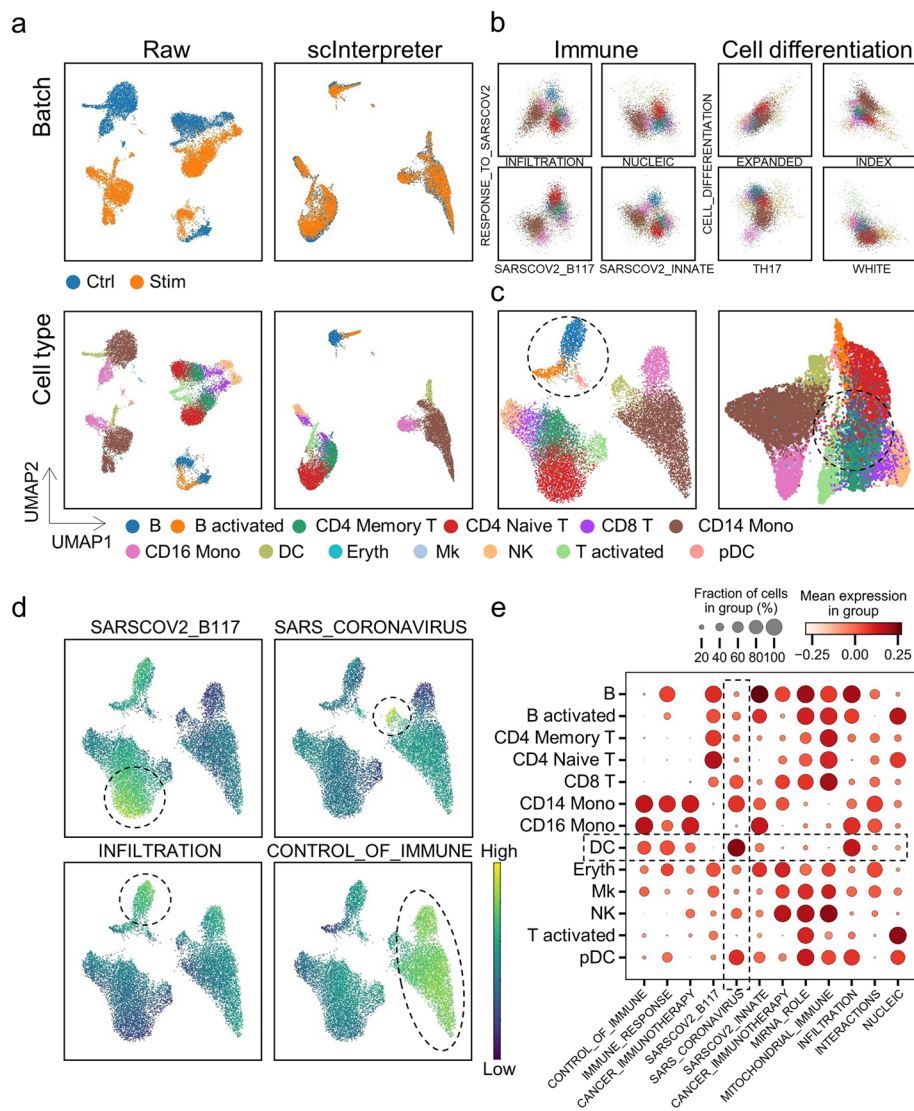 a
Raw
scInterpreter
Batch
Ctrl
Stim
Cell type
UMAP2
UMAP1
b
Immune
Cell differentiation
RESPONSE_TO_SARSCOV2
INFILTRATION
NUCLEIC
SARSCOV2_B117
SARSCOV2_INNATE
CELL_DIFFERENTIATION
EXPANDED
INDEX
TH17
WHITE
c
B
B activated
CD4 Memory T
CD4 Naive T
CD8 T
CD14 Mono
CD16 Mono
DC
Eryth
Mk
NK
T activated
pDC
d
SARSCOV2_B117
SARS_CORONAVIRUS
INFILTRATION
CONTROL_OF_IMMUNE
High
Low
e
Fraction of cells
in group (%)
20 40 60 80100
Mean expression
in group
−0.25 0.00 0.25
B
B activated
CD4 Memory T
CD4 Naive T
CD8 T
CD14 Mono
CD16 Mono
DC
Eryth
Mk
NK
T activated
pDC
CONTROL_OF_IMMUNE
IMMUNE_RESPONSE
CANCER_IMMUNOTHERAPY
SARSCOV2_B117
SARS_CORONAVIRUS
SARSCOV2_INNATE
CANCER_IMMUNOTHERAPY
MIRNA_ROLE
MITOCHONDRIAL_IMMUNE
INFILTRATION
INTERACTIONS
NUCLEIC